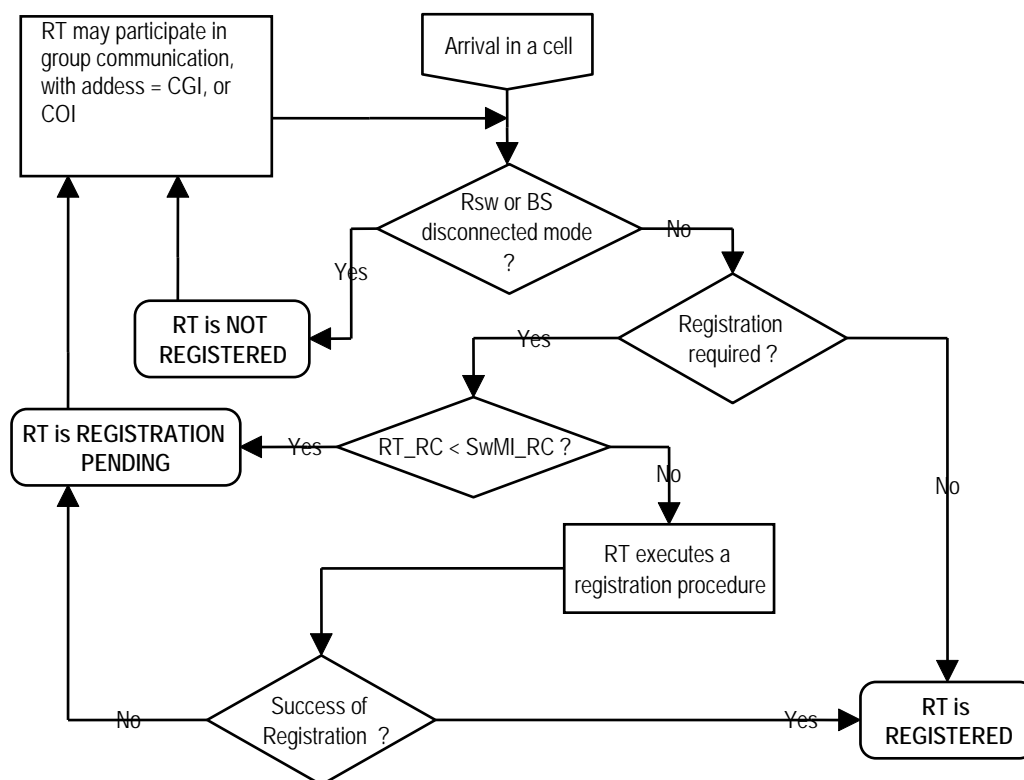 RT may participate in
group communication,
with addess = CGI, or
COI
Arrival in a cell
Rsw or BS
disconnected mode
?
No
Yes
RT is NOT
REGISTERED
Registration
required ?
Yes
RT is REGISTRATION
PENDING
Yes
RT_RC < SwMI_RC ?
No
No
RT executes a
registration procedure
Success of
Registration ?
No
Yes
RT is
REGISTERED